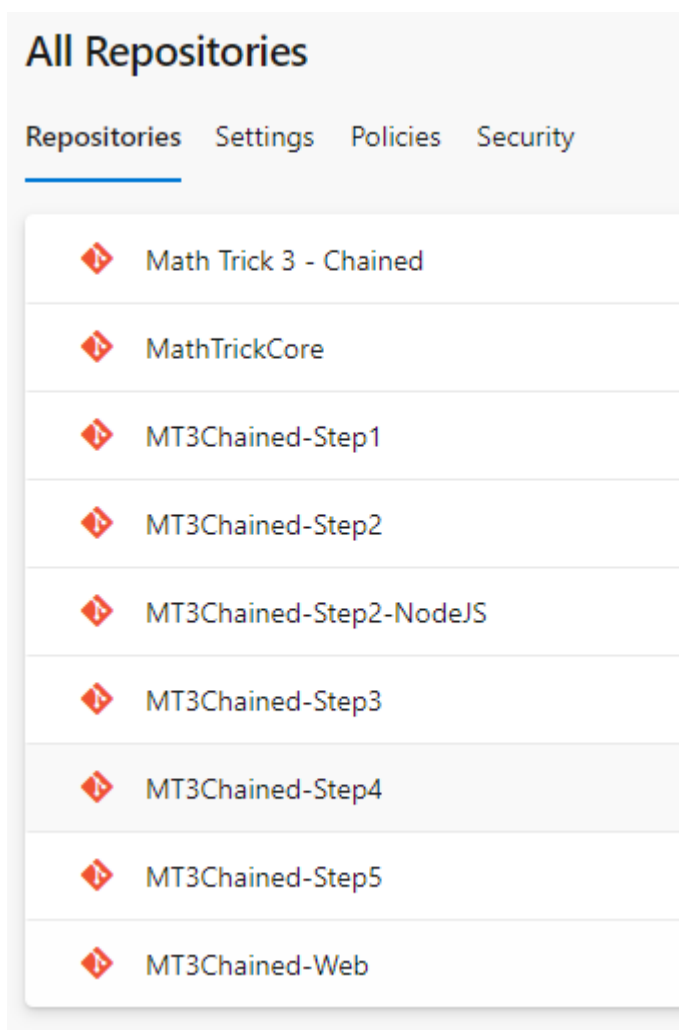 All Repositories
Repositories Settings Policies Security
Math Trick 3 - Chained
MathTrickCore
MT3Chained-Step1
MT3Chained-Step2
MT3Chained-Step2-NodeJS
MT3Chained-Step3
MT3Chained-Step4
MT3Chained-Step5
MT3Chained-Web